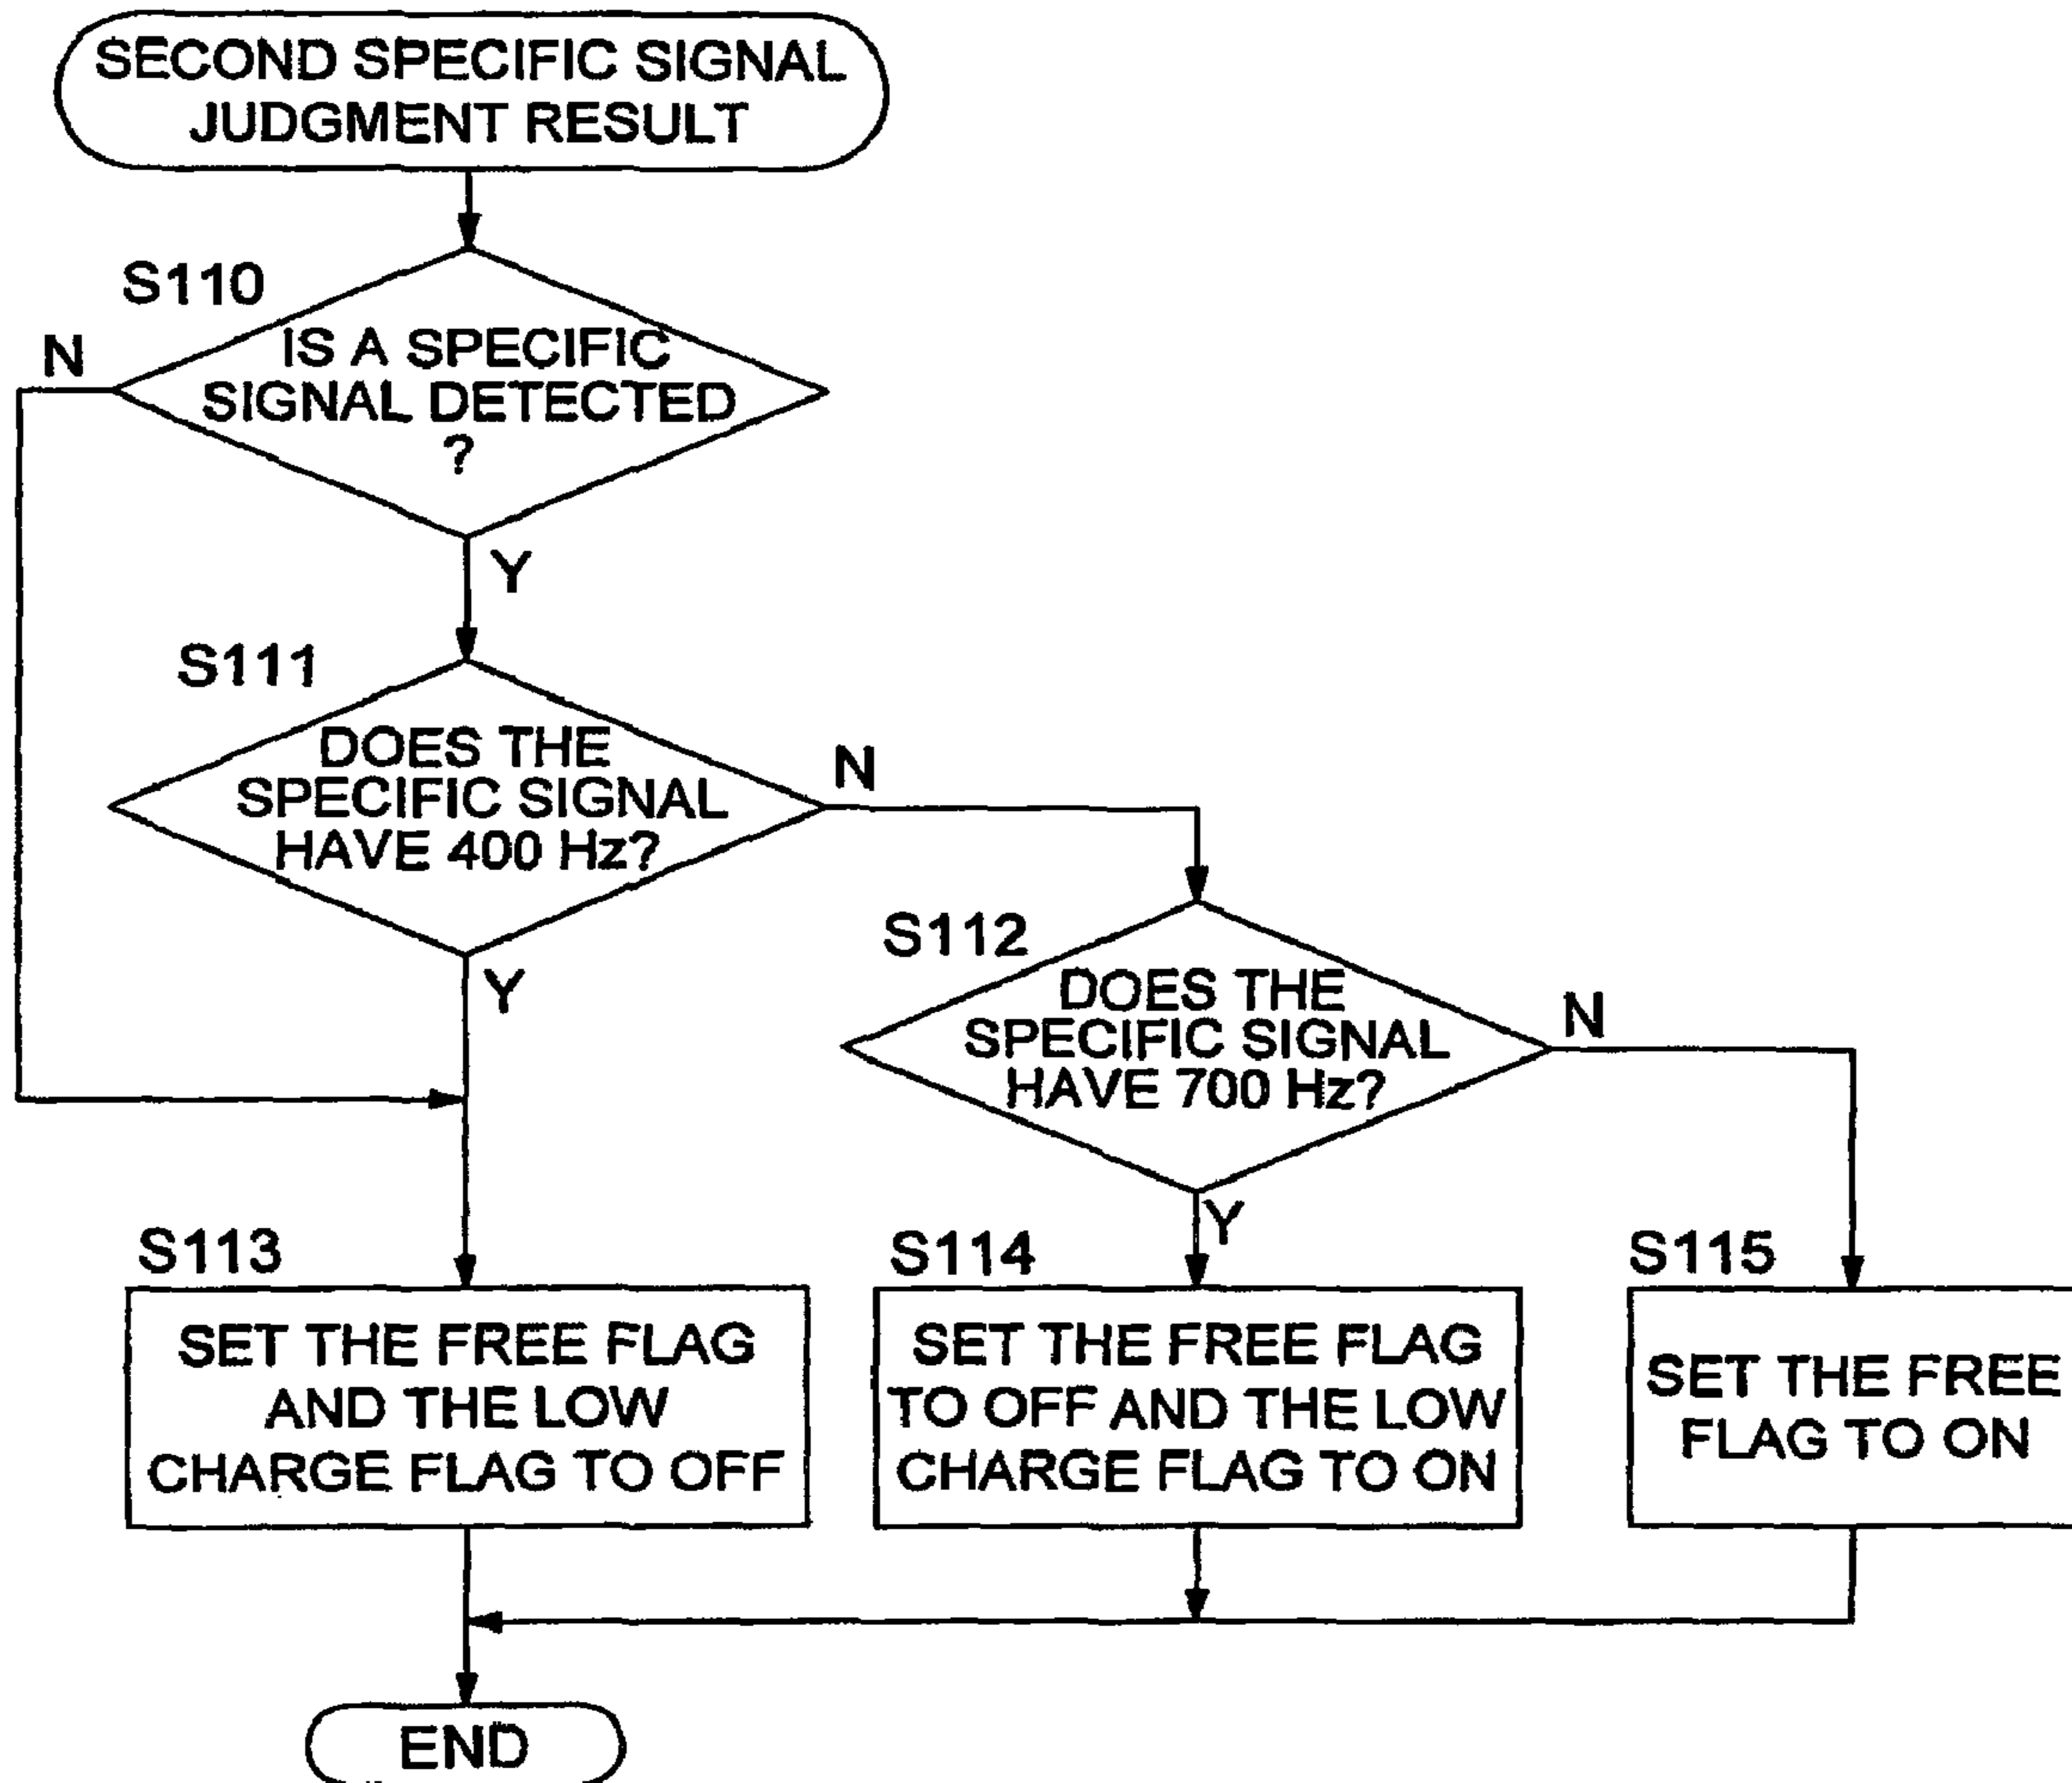 SECOND SPECIFIC SIGNAL
JUDGMENT RESULT
S110
N
IS A SPECIFIC
SIGNAL DETECTED
?
Y
S111
DOES THE
SPECIFIC SIGNAL
HAVE 400 Hz?
N
Y
S112
DOES THE
SPECIFIC SIGNAL
HAVE 700 Hz?
N
Y
S113
SET THE FREE FLAG
AND THE LOW
CHARGE FLAG TO OFF
S114
SET THE FREE FLAG
TO OFF AND THE LOW
CHARGE FLAG TO ON
S115
SET THE FREE
FLAG TO ON
END